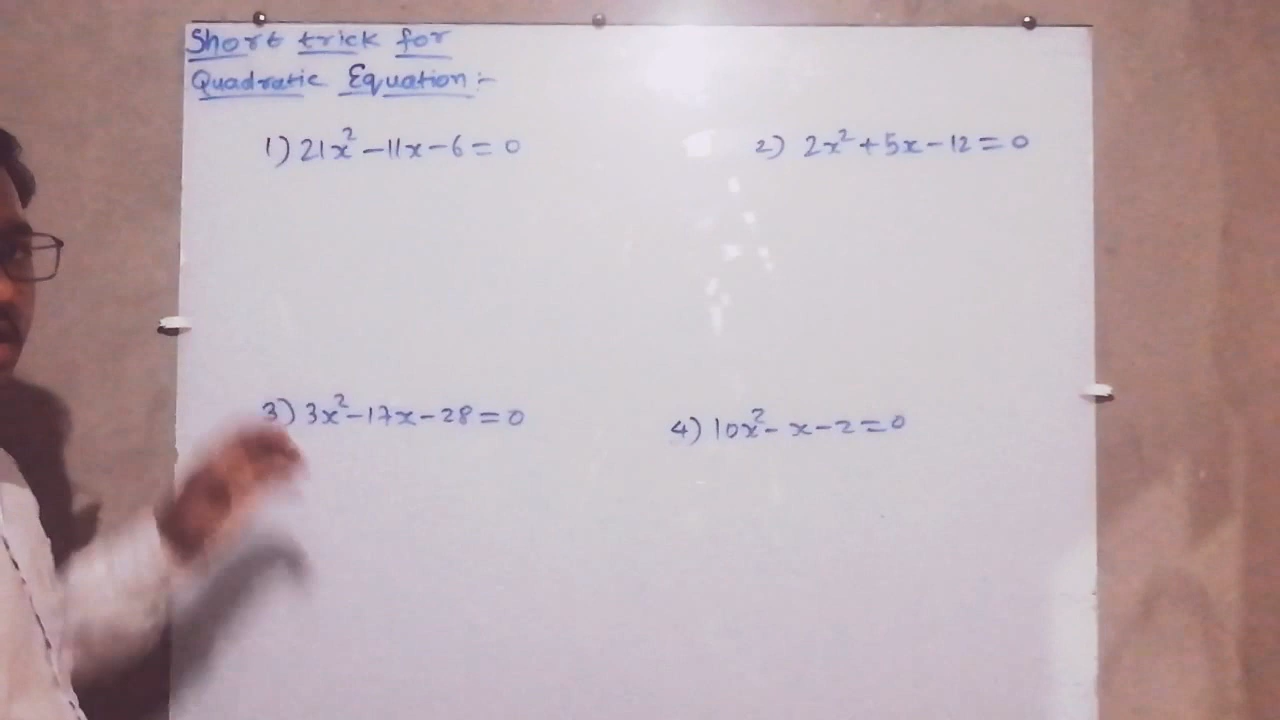 Short trick for
Quadratic Equation :-
1) 21x² - 11x - 6 = 0
2) 2x² + 5x - 12 = 0
3) 3x² - 17x - 28 = 0
4) 10x² - x - 2 = 0